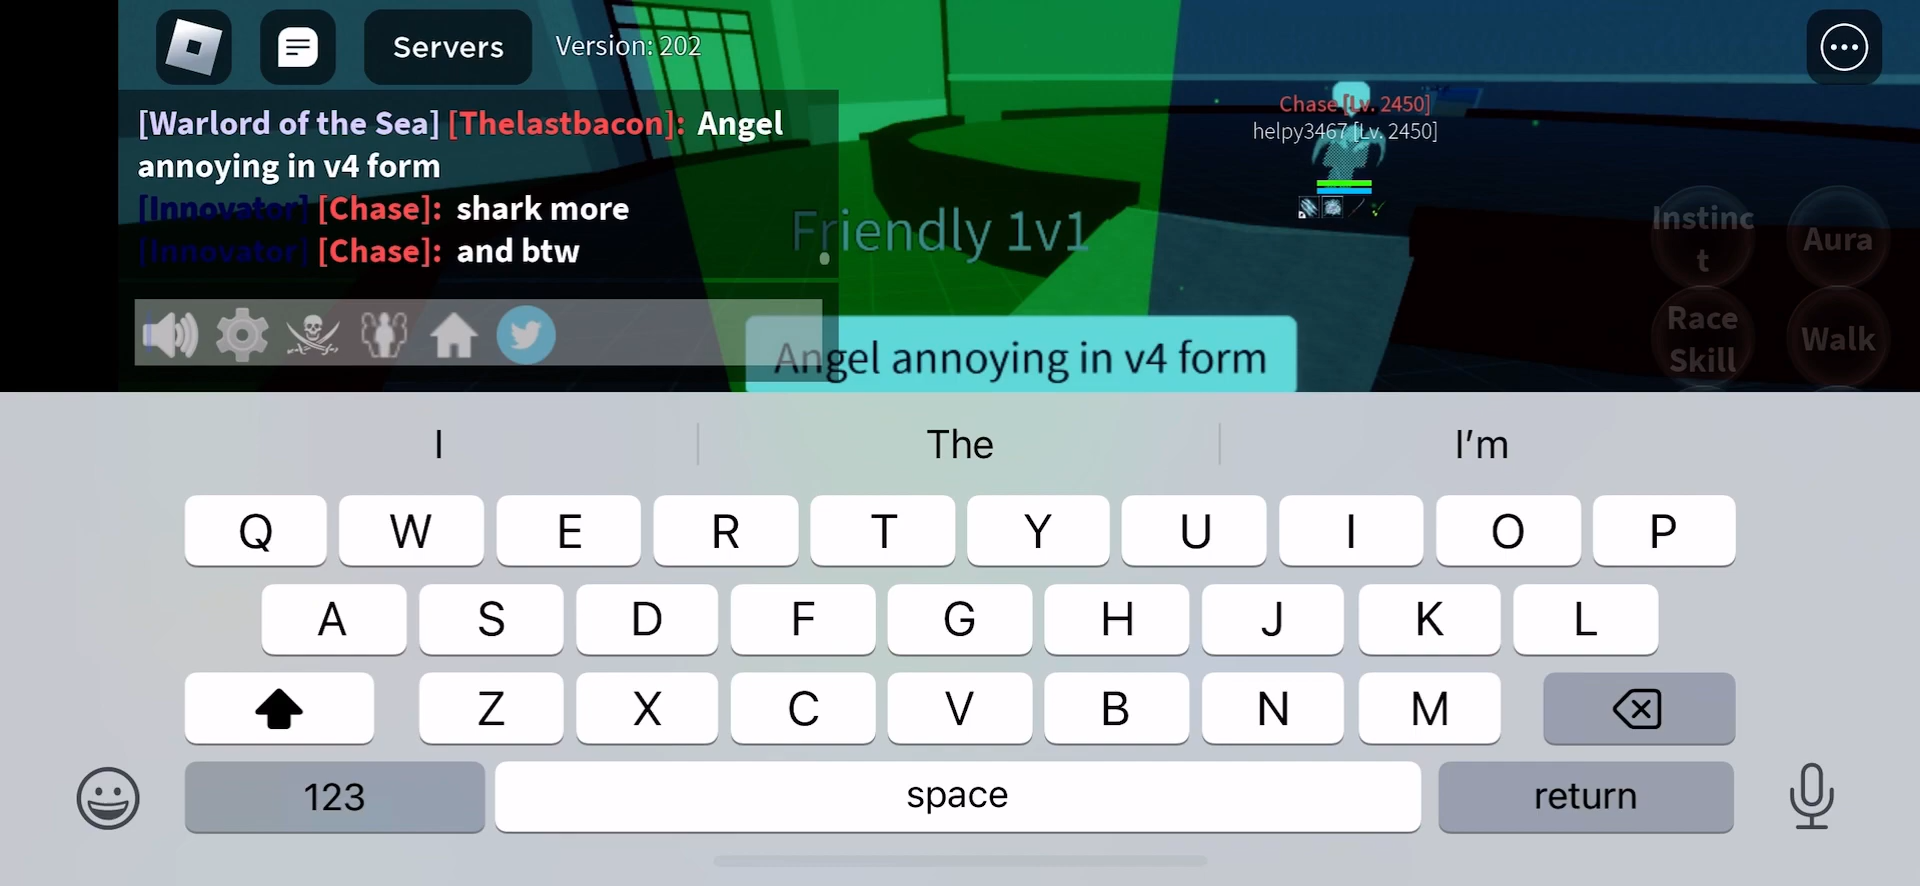 Servers
Version: 202
[Warlord of the Sea] [Thelastbacon]: Angel
annoying in v4 form
[Innovator] [Chase]: shark more
[Innovator] [Chase]: and btw
Chase [Lv. 2450]
helpy3467 [Lv. 2450]
Friendly 1v1
Angel annoying in v4 form
Instinc
t
Aura
Race
Skill
Walk
I
The
I'm
Q W E R T Y U I O P
A S D F G H J K L
Z X C V B N M
123
space
return